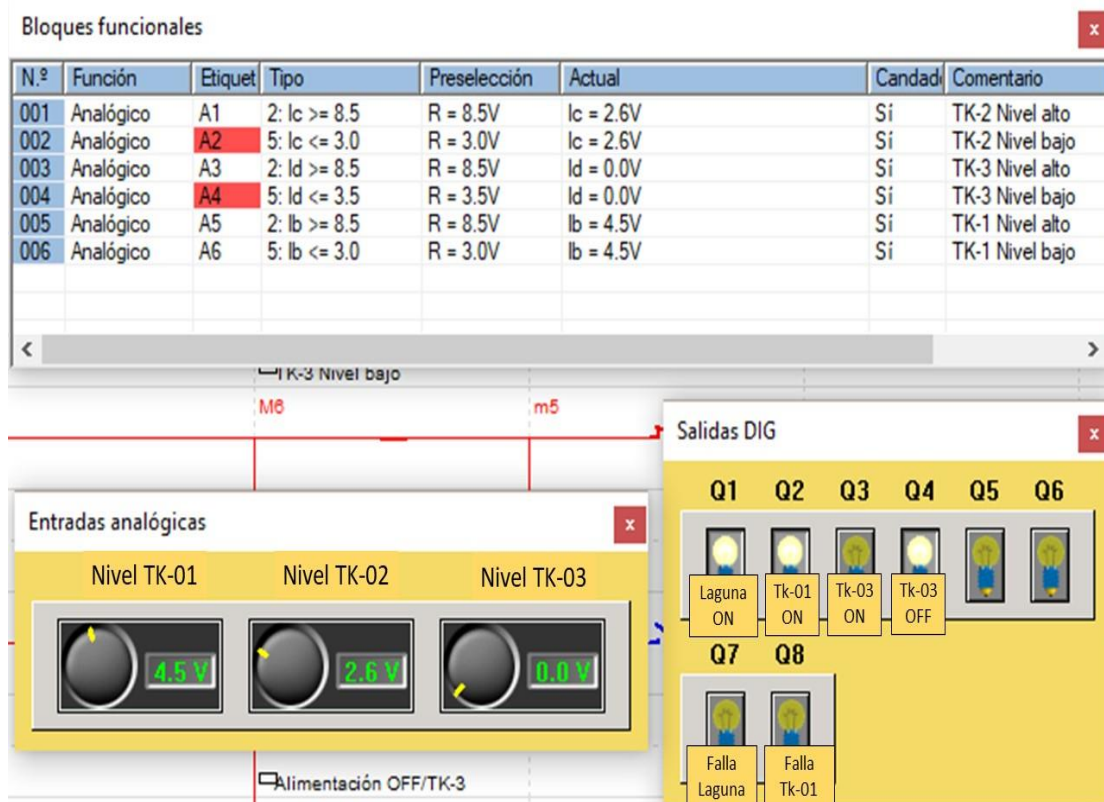 Bloques funcionales
x
N.º Función Etiquet Tipo Preselección Actual Candad Comentario
001 Analógico A1 2: Ic >= 8.5 R = 8.5V Ic = 2.6V Sí TK-2 Nivel alto
002 Analógico A2 5: Ic <= 3.0 R = 3.0V Ic = 2.6V Sí TK-2 Nivel bajo
003 Analógico A3 2: Id >= 8.5 R = 8.5V Id = 0.0V Sí TK-3 Nivel alto
004 Analógico A4 5: Id <= 3.5 R = 3.5V Id = 0.0V Sí TK-3 Nivel bajo
005 Analógico A5 2: Ib >= 8.5 R = 8.5V Ib = 4.5V Sí TK-1 Nivel alto
006 Analógico A6 5: Ib <= 3.0 R = 3.0V Ib = 4.5V Sí TK-1 Nivel bajo
TK-3 Nivel bajo
M6 m5
Salidas DIG
x
Q1 Q2 Q3 Q4 Q5 Q6
Laguna ON
Tk-01 ON
Tk-03 ON
Tk-03 OFF
Q7 Q8
Falla Laguna
Falla Tk-01
Entradas analógicas
x
Nivel TK-01 Nivel TK-02 Nivel TK-03
4.5 V 2.6 V 0.0 V
Alimentación OFF/TK-3